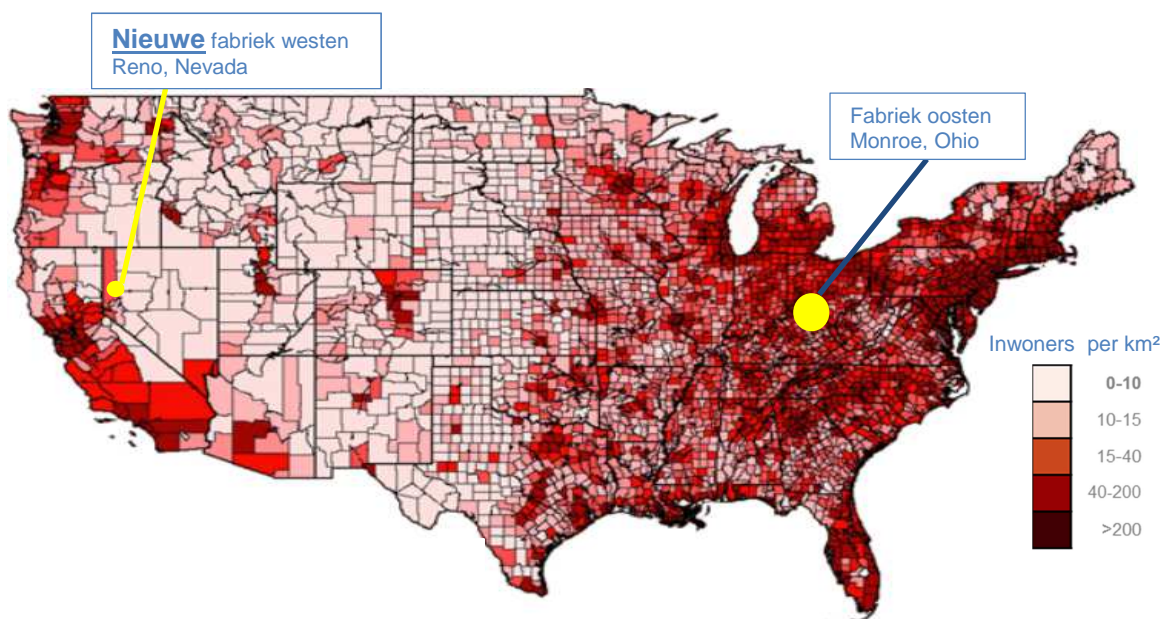 Nieuwe fabriek westen
Reno, Nevada
Fabriek oosten
Monroe, Ohio
Inwoners per km²
0-10
10-15
15-40
40-200
>200